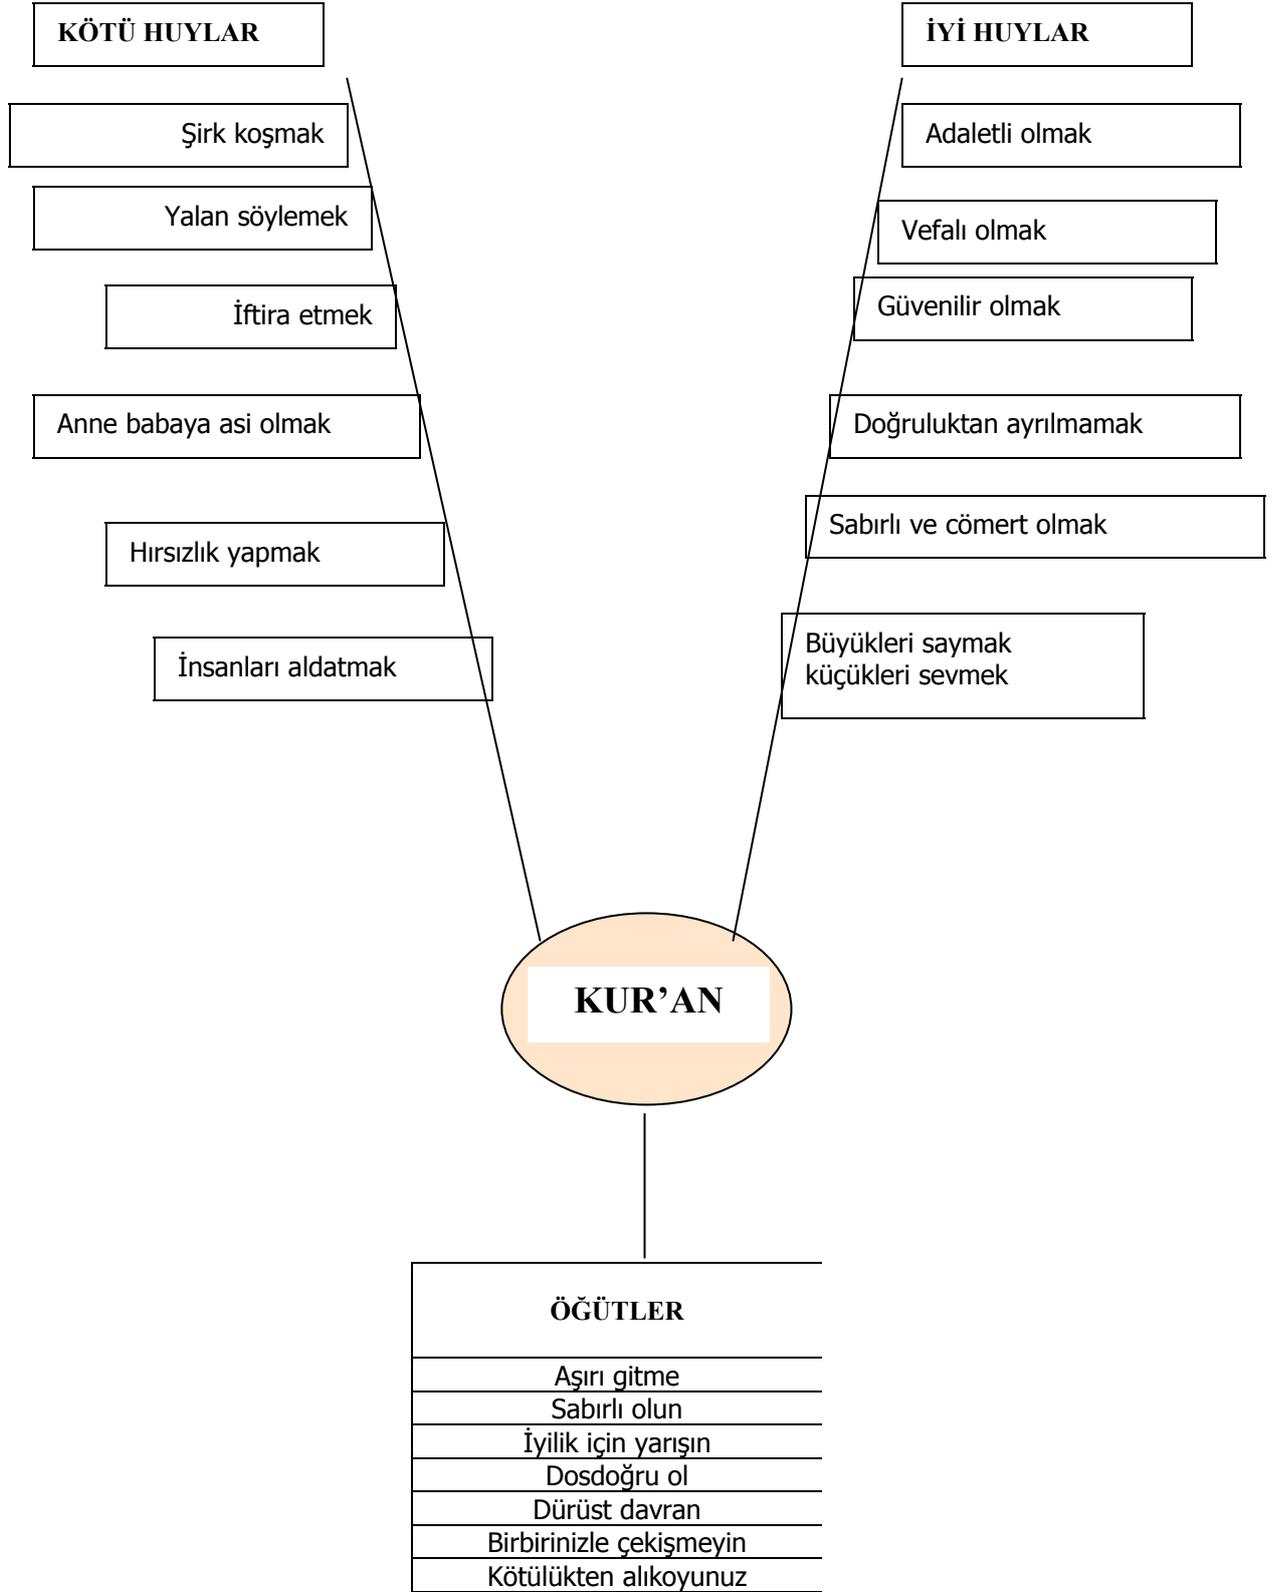 KÖTÜ HUYLAR
Şirk koşmak
Yalan söylemek
İftira etmek
Anne babaya asi olmak
Hırsızlık yapmak
İnsanları aldatmak
İYİ HUYLAR
Adaletli olmak
Vefalı olmak
Güvenilir olmak
Doğruluktan ayrılmamak
Sabırlı ve cömert olmak
Büyükleri saymak
küçükleri sevmek
KUR’AN
ÖĞÜTLER
Aşırı gitme
Sabırlı olun
İyilik için yarışın
Dosdoğru ol
Dürüst davran
Birbirinizle çekişmeyin
Kötülükten alıkoyunuz